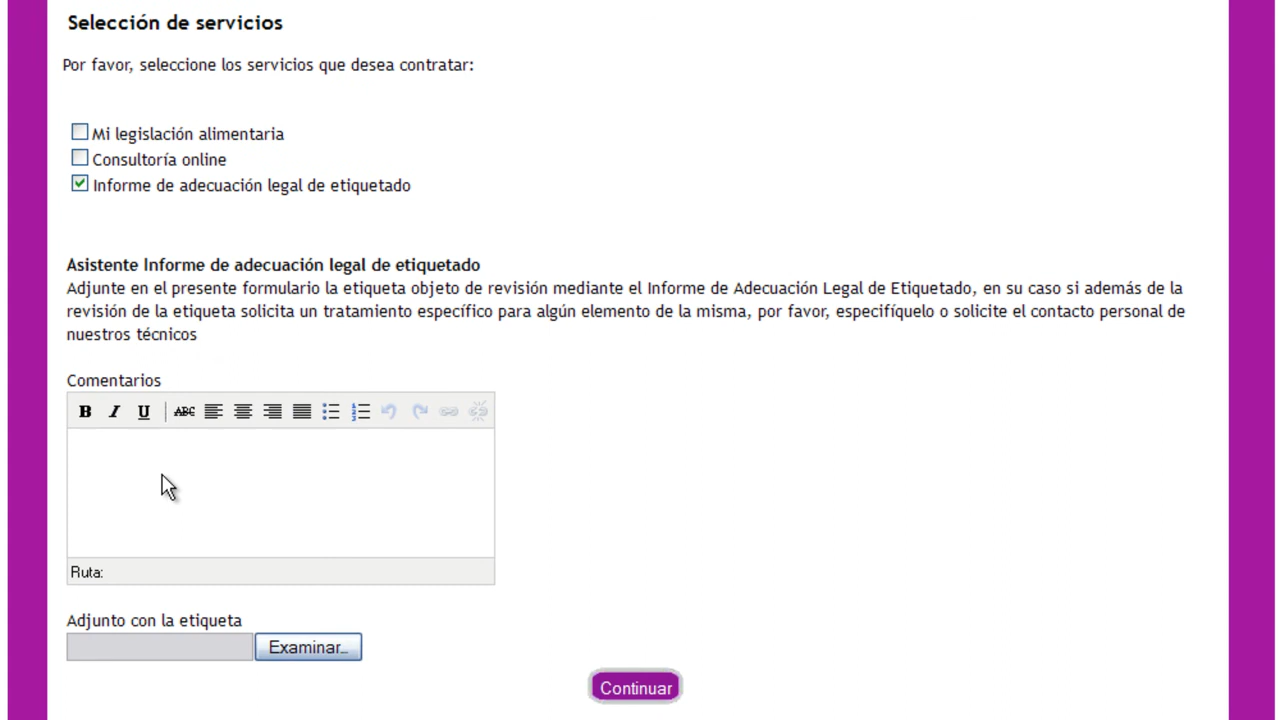 Selección de servicios
Por favor, seleccione los servicios que desea contratar:
Mi legislación alimentaria
Consultoría online
Informe de adecuación legal de etiquetado
Asistente Informe de adecuación legal de etiquetado
Adjunte en el presente formulario la etiqueta objeto de revisión mediante el Informe de Adecuación Legal de Etiquetado, en su caso si además de la
revisión de la etiqueta solicita un tratamiento específico para algún elemento de la misma, por favor, especifíquelo o solicite el contacto personal de
nuestros técnicos
Comentarios
B I U ABC
Ruta:
Adjunto con la etiqueta
Examinar...
Continuar